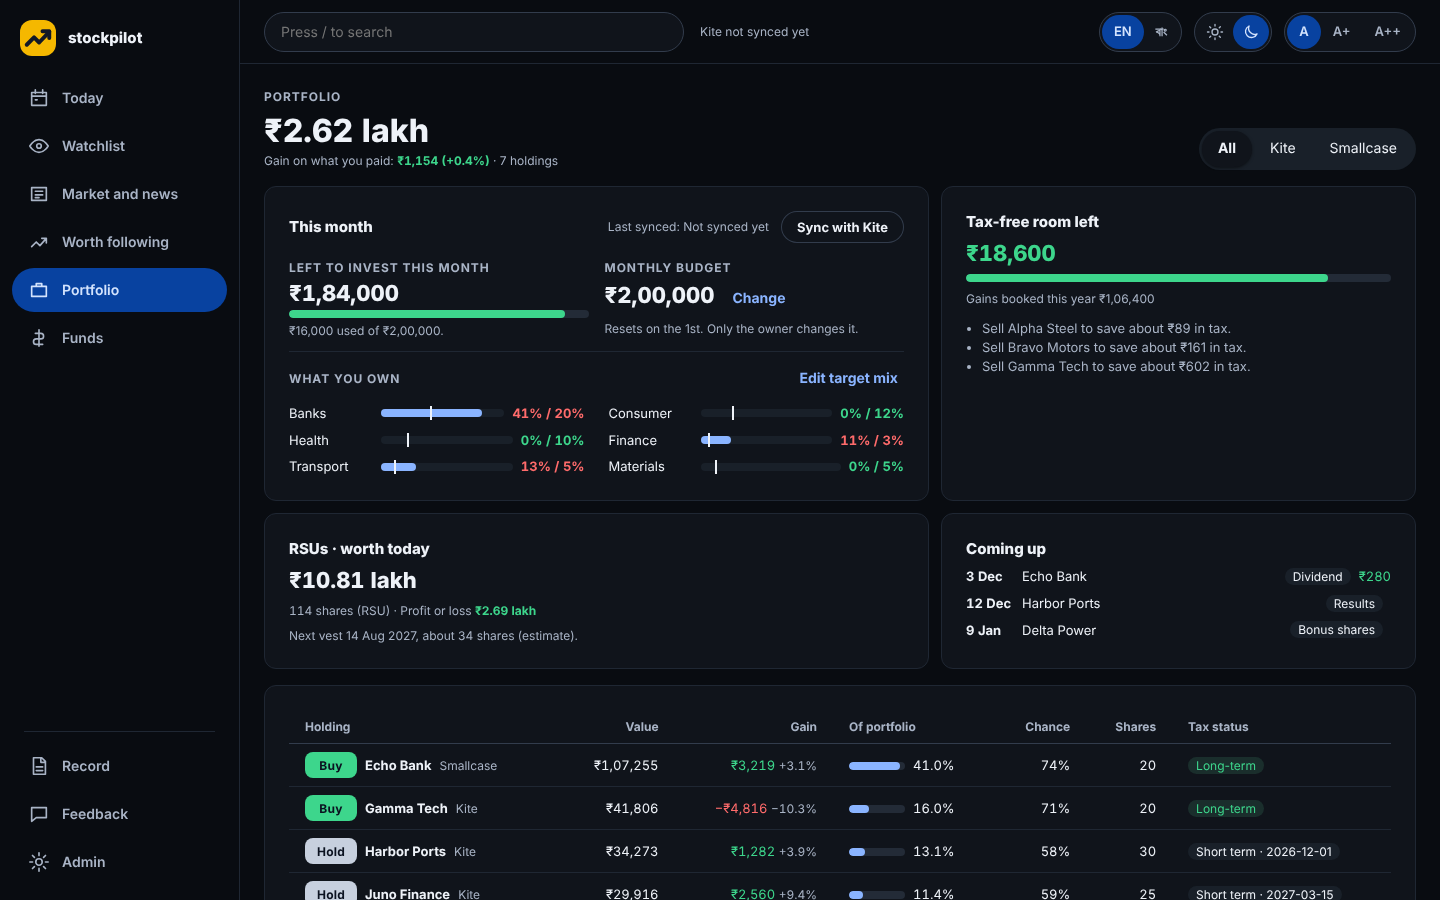 stockpilot
Press / to search
Kite not synced yet
EN
বাং
A
A+
A++
Today
Watchlist
Market and news
Worth following
Portfolio
Funds
Record
Feedback
Admin
PORTFOLIO
₹2.62 lakh
Gain on what you paid: ₹1,154 (+0.4%) · 7 holdings
All
Kite
Smallcase
This month
Last synced: Not synced yet
Sync with Kite
LEFT TO INVEST THIS MONTH
₹1,84,000
₹16,000 used of ₹2,00,000.
MONTHLY BUDGET
₹2,00,000 Change
Resets on the 1st. Only the owner changes it.
WHAT YOU OWN
Edit target mix
Banks 41% / 20%
Consumer 0% / 12%
Health 0% / 10%
Finance 11% / 3%
Transport 13% / 5%
Materials 0% / 5%
Tax-free room left
₹18,600
Gains booked this year ₹1,06,400
• Sell Alpha Steel to save about ₹89 in tax.
• Sell Bravo Motors to save about ₹161 in tax.
• Sell Gamma Tech to save about ₹602 in tax.
RSUs · worth today
₹10.81 lakh
114 shares (RSU) · Profit or loss ₹2.69 lakh
Next vest 14 Aug 2027, about 34 shares (estimate).
Coming up
3 Dec Echo Bank Dividend ₹280
12 Dec Harbor Ports Results
9 Jan Delta Power Bonus shares
Holding Value Gain Of portfolio Chance Shares Tax status
Buy Echo Bank Smallcase ₹1,07,255 ₹3,219 +3.1% 41.0% 74% 20 Long-term
Buy Gamma Tech Kite ₹41,806 −₹4,816 −10.3% 16.0% 71% 20 Long-term
Hold Harbor Ports Kite ₹34,273 ₹1,282 +3.9% 13.1% 58% 30 Short term · 2026-12-01
Hold Juno Finance Kite ₹29,916 ₹2,560 +9.4% 11.4% 59% 25 Short term · 2027-03-15